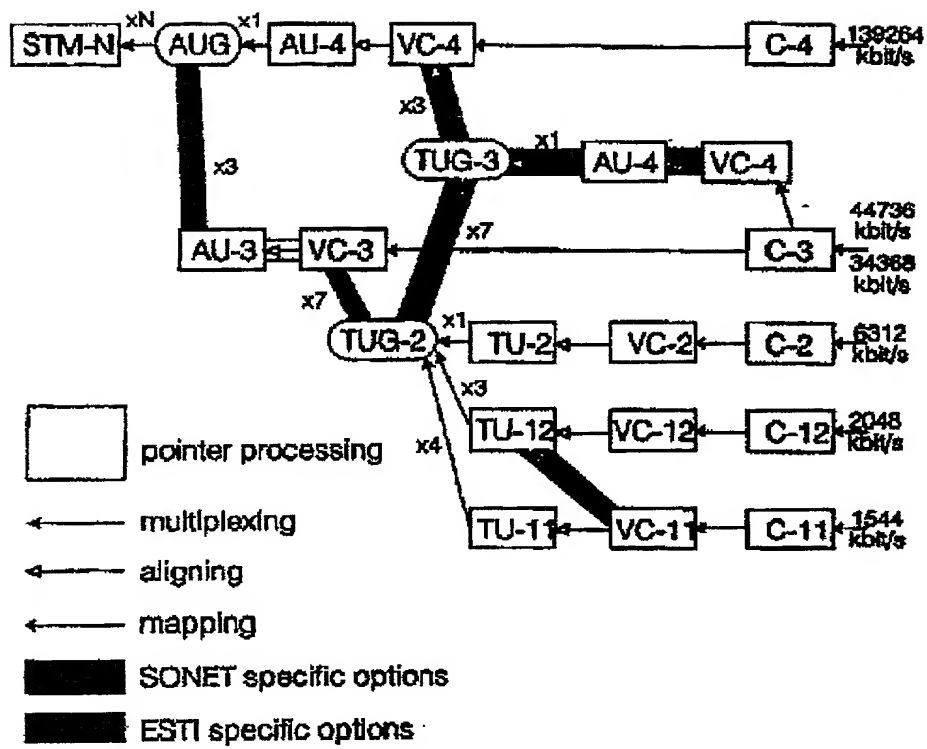 xN x1
STM-N AUG AU-4 VC-4 C-4 139264
kbit/s
x3
x1
TUG-3 AU-4 VC-4
x3
44736
kbit/s
x7
AU-3 VC-3 C-3
34368
kbit/s
x7
x1
TUG-2 TU-2 VC-2 C-2 6312
kbit/s
x3
TU-12 VC-12 C-12 2048
kbit/s
x4
pointer processing
TU-11 VC-11 C-11 1544
kbit/s
multiplexing
aligning
mapping
SONET specific options
ESTI specific options